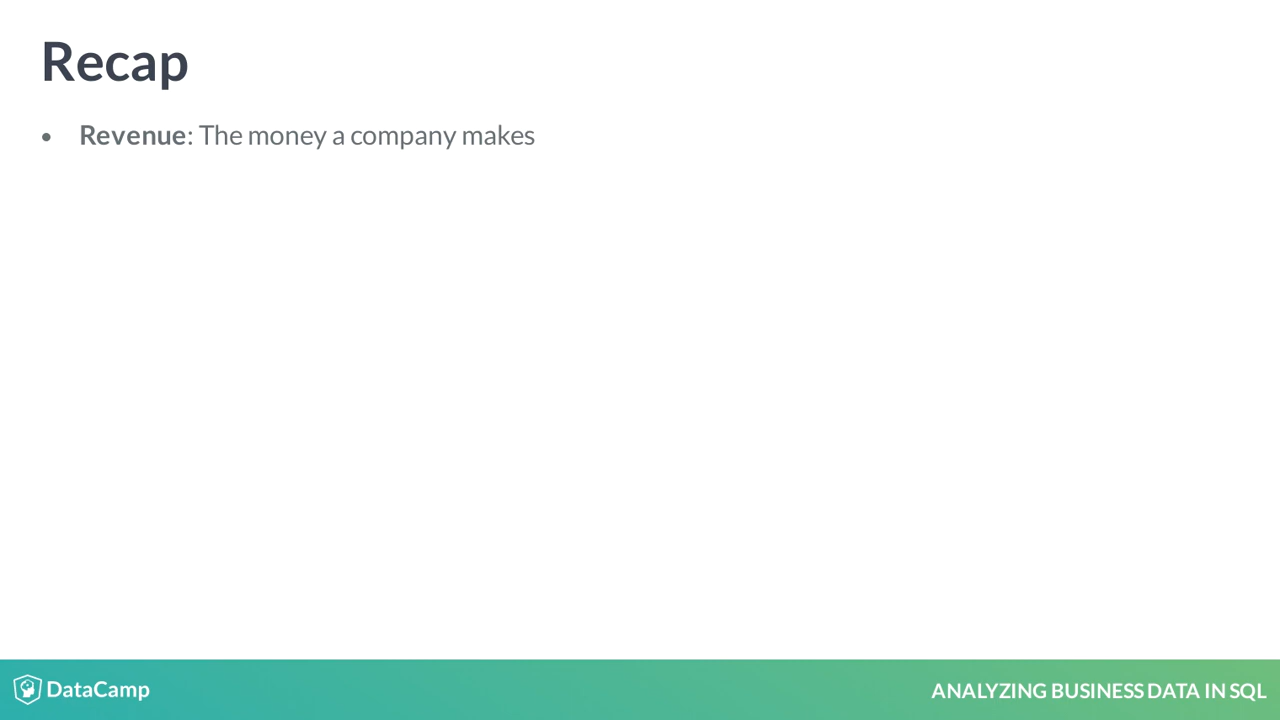 Recap
• Revenue: The money a company makes
DataCamp
ANALYZING BUSINESS DATA IN SQL